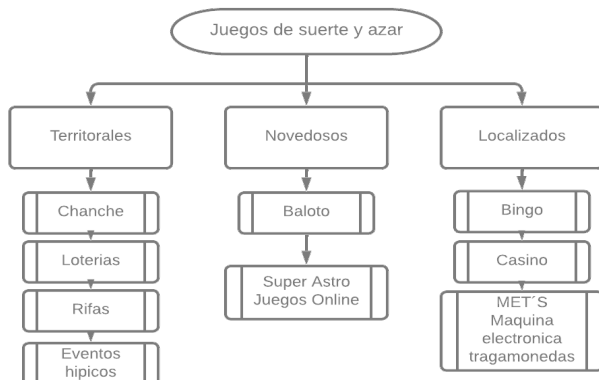 Juegos de suerte y azar
Territorales
Chanche
Loterias
Rifas
Eventos
hipicos
Novedosos
Baloto
Super Astro
Juegos Online
Localizados
Bingo
Casino
MET´S
Maquina
electronica
tragamonedas